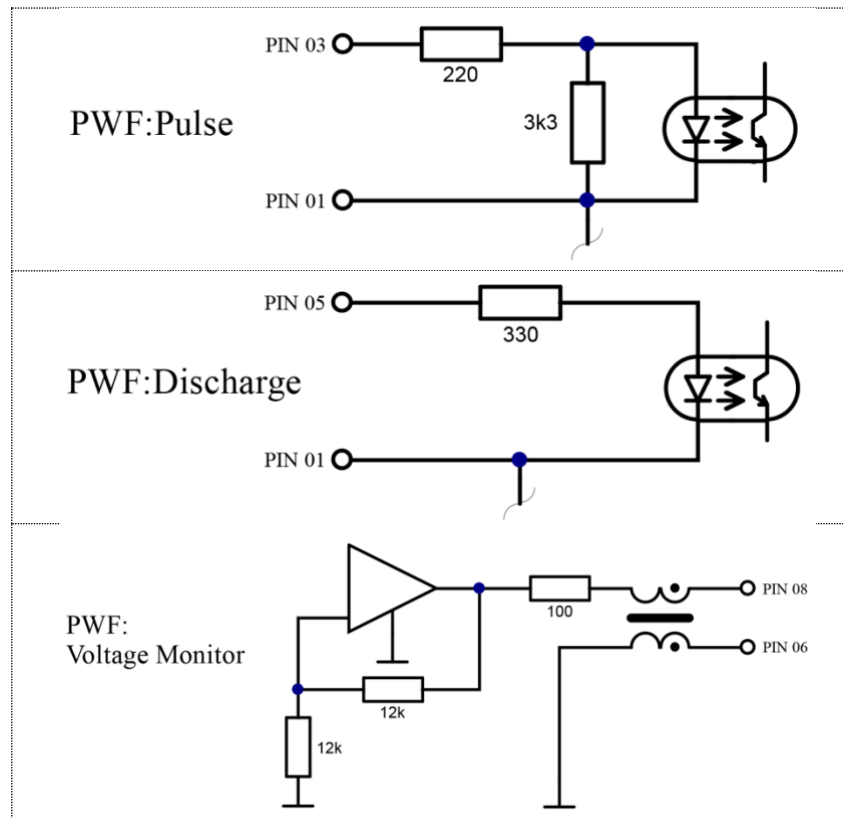 PIN 03
220
3k3
PWF:Pulse
PIN 01
PIN 05
330
PWF:Discharge
PIN 01
100
PIN 08
PWF:
Voltage Monitor
PIN 06
12k
12k